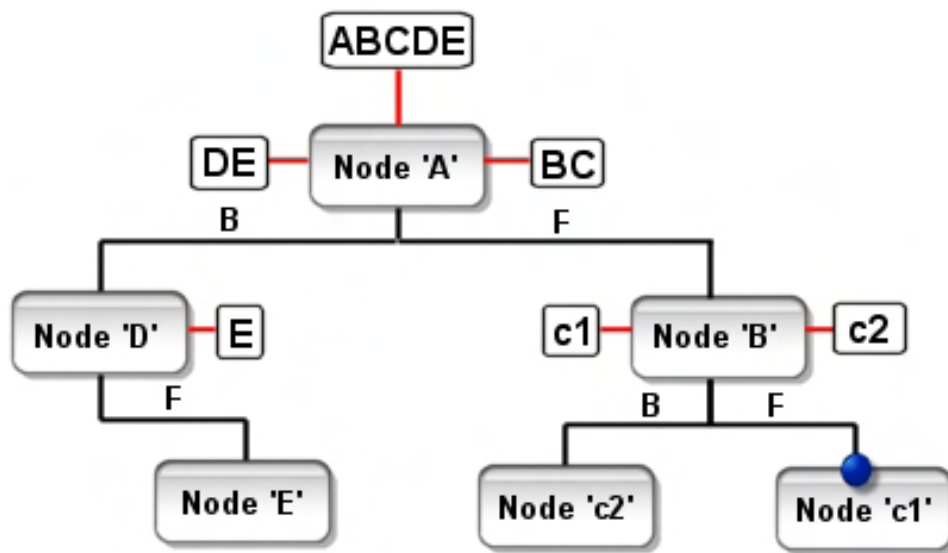 ABCDE
DE
Node 'A'
BC
B
F
Node 'D'
E
c1
Node 'B'
c2
F
B
F
Node 'E'
Node 'c2'
Node 'c1'